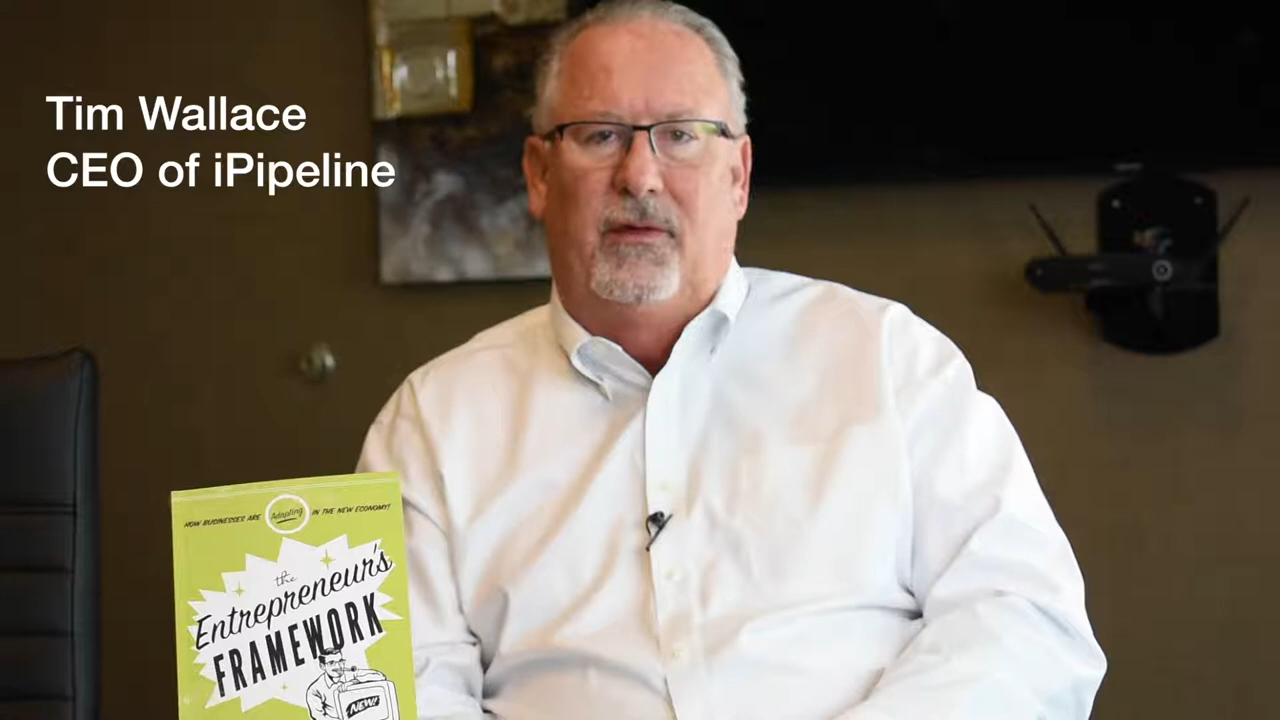 Tim Wallace
CEO of iPipeline
HOW BUSINESSES ARE Adapting IN THE NEW ECONOMY!
the
Entrepreneur's
FRAMEWORK
NEW!